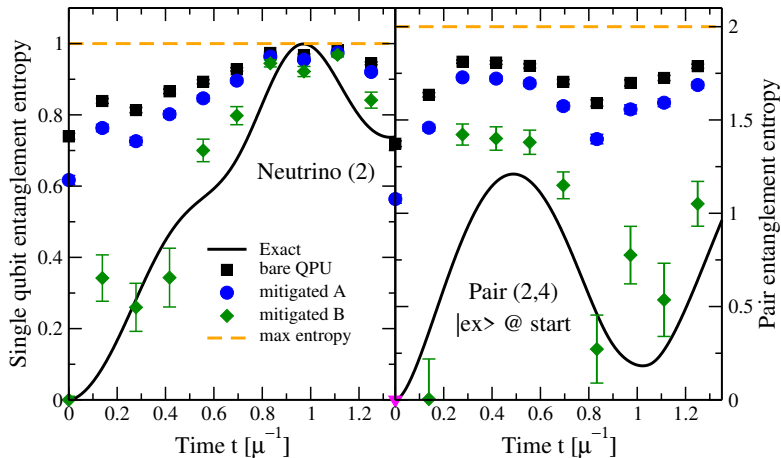 Single qubit entanglement entropy
1
0.8
0.6
0.4
0.2
0
Neutrino (2)
Exact
bare QPU
mitigated A
mitigated B
max entropy
0 0.2 0.4 0.6 0.8 1 1.2
Time t [μ⁻¹]
Pair (2,4)
|ex> @ start
0 0.2 0.4 0.6 0.8 1 1.2
Time t [μ⁻¹]
2
1.5
1
0.5
0
Pair entanglement entropy